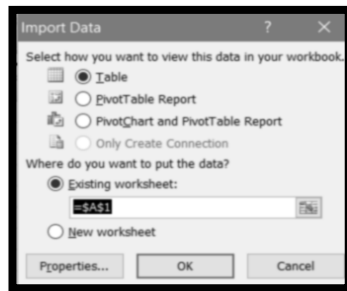 Import Data ? ×
Select how you want to view this data in your workbook.
Table
PivotTable Report
PivotChart and PivotTable Report
Only Create Connection
Where do you want to put the data?
Existing worksheet:
=$A$1
New worksheet
Properties... OK Cancel